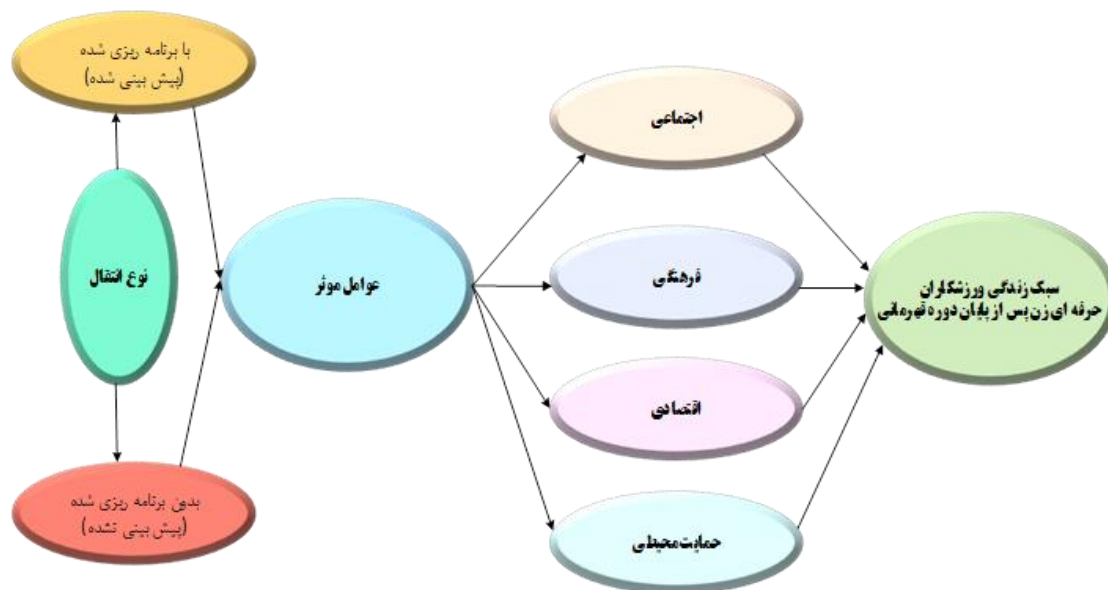 با برنامه ریزی شده
(پیش بینی شده)
نوع انتقال
بدون برنامه ریزی شده
(پیش بینی نشده)
عوامل موثر
اجتماعی
فرهنگی
اقتصادی
حمایت محیطی
سبک زندگی ورزشکاران
حرفه ای زن پس از پایان دوره قهرمانی